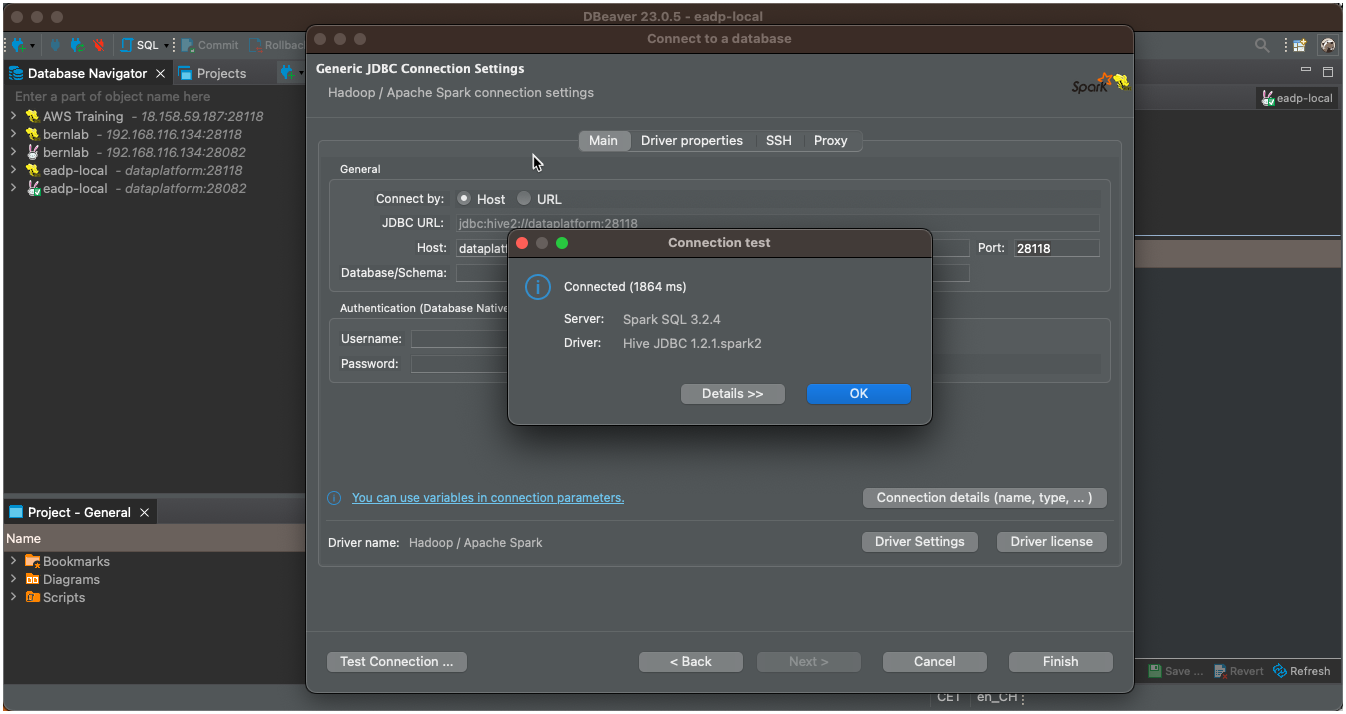 DBeaver 23.0.5 - eadp-local
SQL
Commit
Rollbac
Database Navigator
Projects
Enter a part of object name here
AWS Training - 18.158.59.187:28118
bernlab - 192.168.116.134:28118
bernlab - 192.168.116.134:28082
eadp-local - dataplatform:28118
eadp-local - dataplatform:28082
eadp-local
Connect to a database
Generic JDBC Connection Settings
Hadoop / Apache Spark connection settings
Spark
Main Driver properties SSH Proxy
General
Connect by: Host URL
JDBC URL: jdbc:hive2://dataplatform:28118
Host: dataplatf Port: 28118
Database/Schema:
Authentication (Database Native
Username:
Password:
Connection test
Connected (1864 ms)
Server: Spark SQL 3.2.4
Driver: Hive JDBC 1.2.1.spark2
Details >> OK
You can use variables in connection parameters.
Connection details (name, type, ... )
Driver name: Hadoop / Apache Spark
Driver Settings Driver license
Test Connection ... < Back Next > Cancel Finish
Project - General
Name
Bookmarks
Diagrams
Scripts
Save ... Revert Refresh
CET en_CH